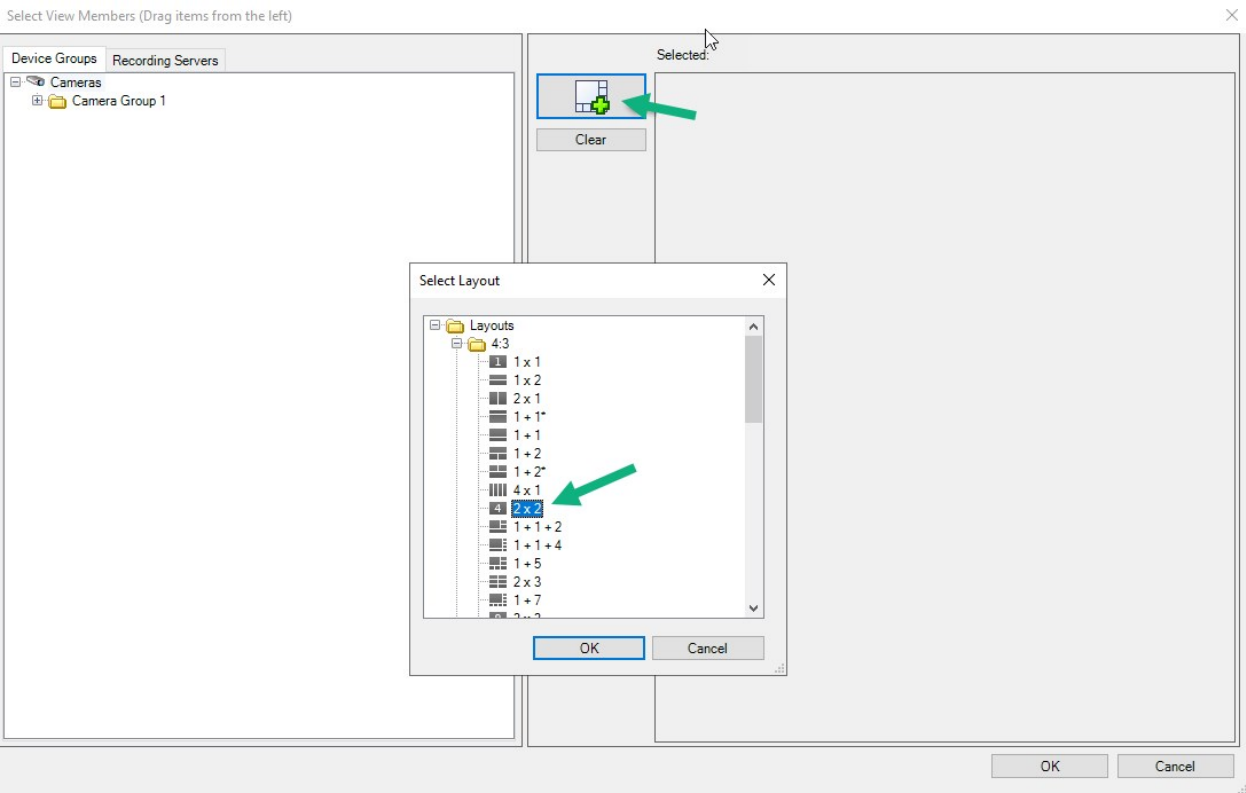 Select View Members (Drag items from the left)
Device Groups
Recording Servers
Selected:
Cameras
Camera Group 1
Clear
Select Layout
Layouts
4:3
1 1 x 1
1 x 2
2 x 1
1 + 1*
1 + 1
1 + 2
1 + 2*
4 x 1
4 2 x 2
1 + 1 + 2
1 + 1 + 4
1 + 5
2 x 3
1 + 7
OK
Cancel
OK
Cancel